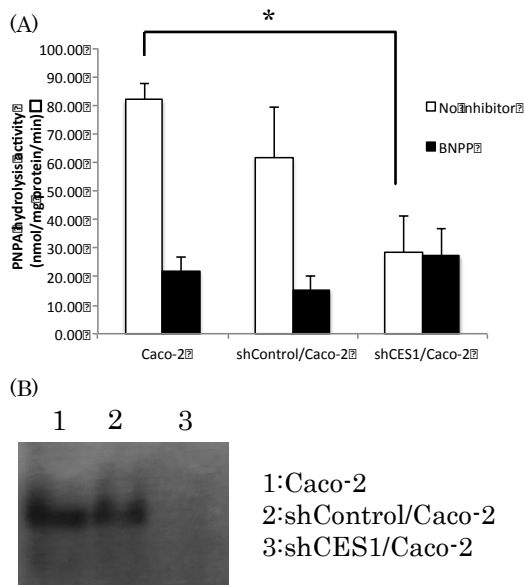 (A)
*
100.00
90.00
80.00
70.00
60.00
50.00
40.00
30.00
20.00
10.00
0.00
PNPA hydrolysis activity
(nmol/mg protein/min)
No inhibitor
BNPP
Caco-2
shControl/Caco-2
shCES1/Caco-2
(B)
1 2 3
1:Caco-2
2:shControl/Caco-2
3:shCES1/Caco-2